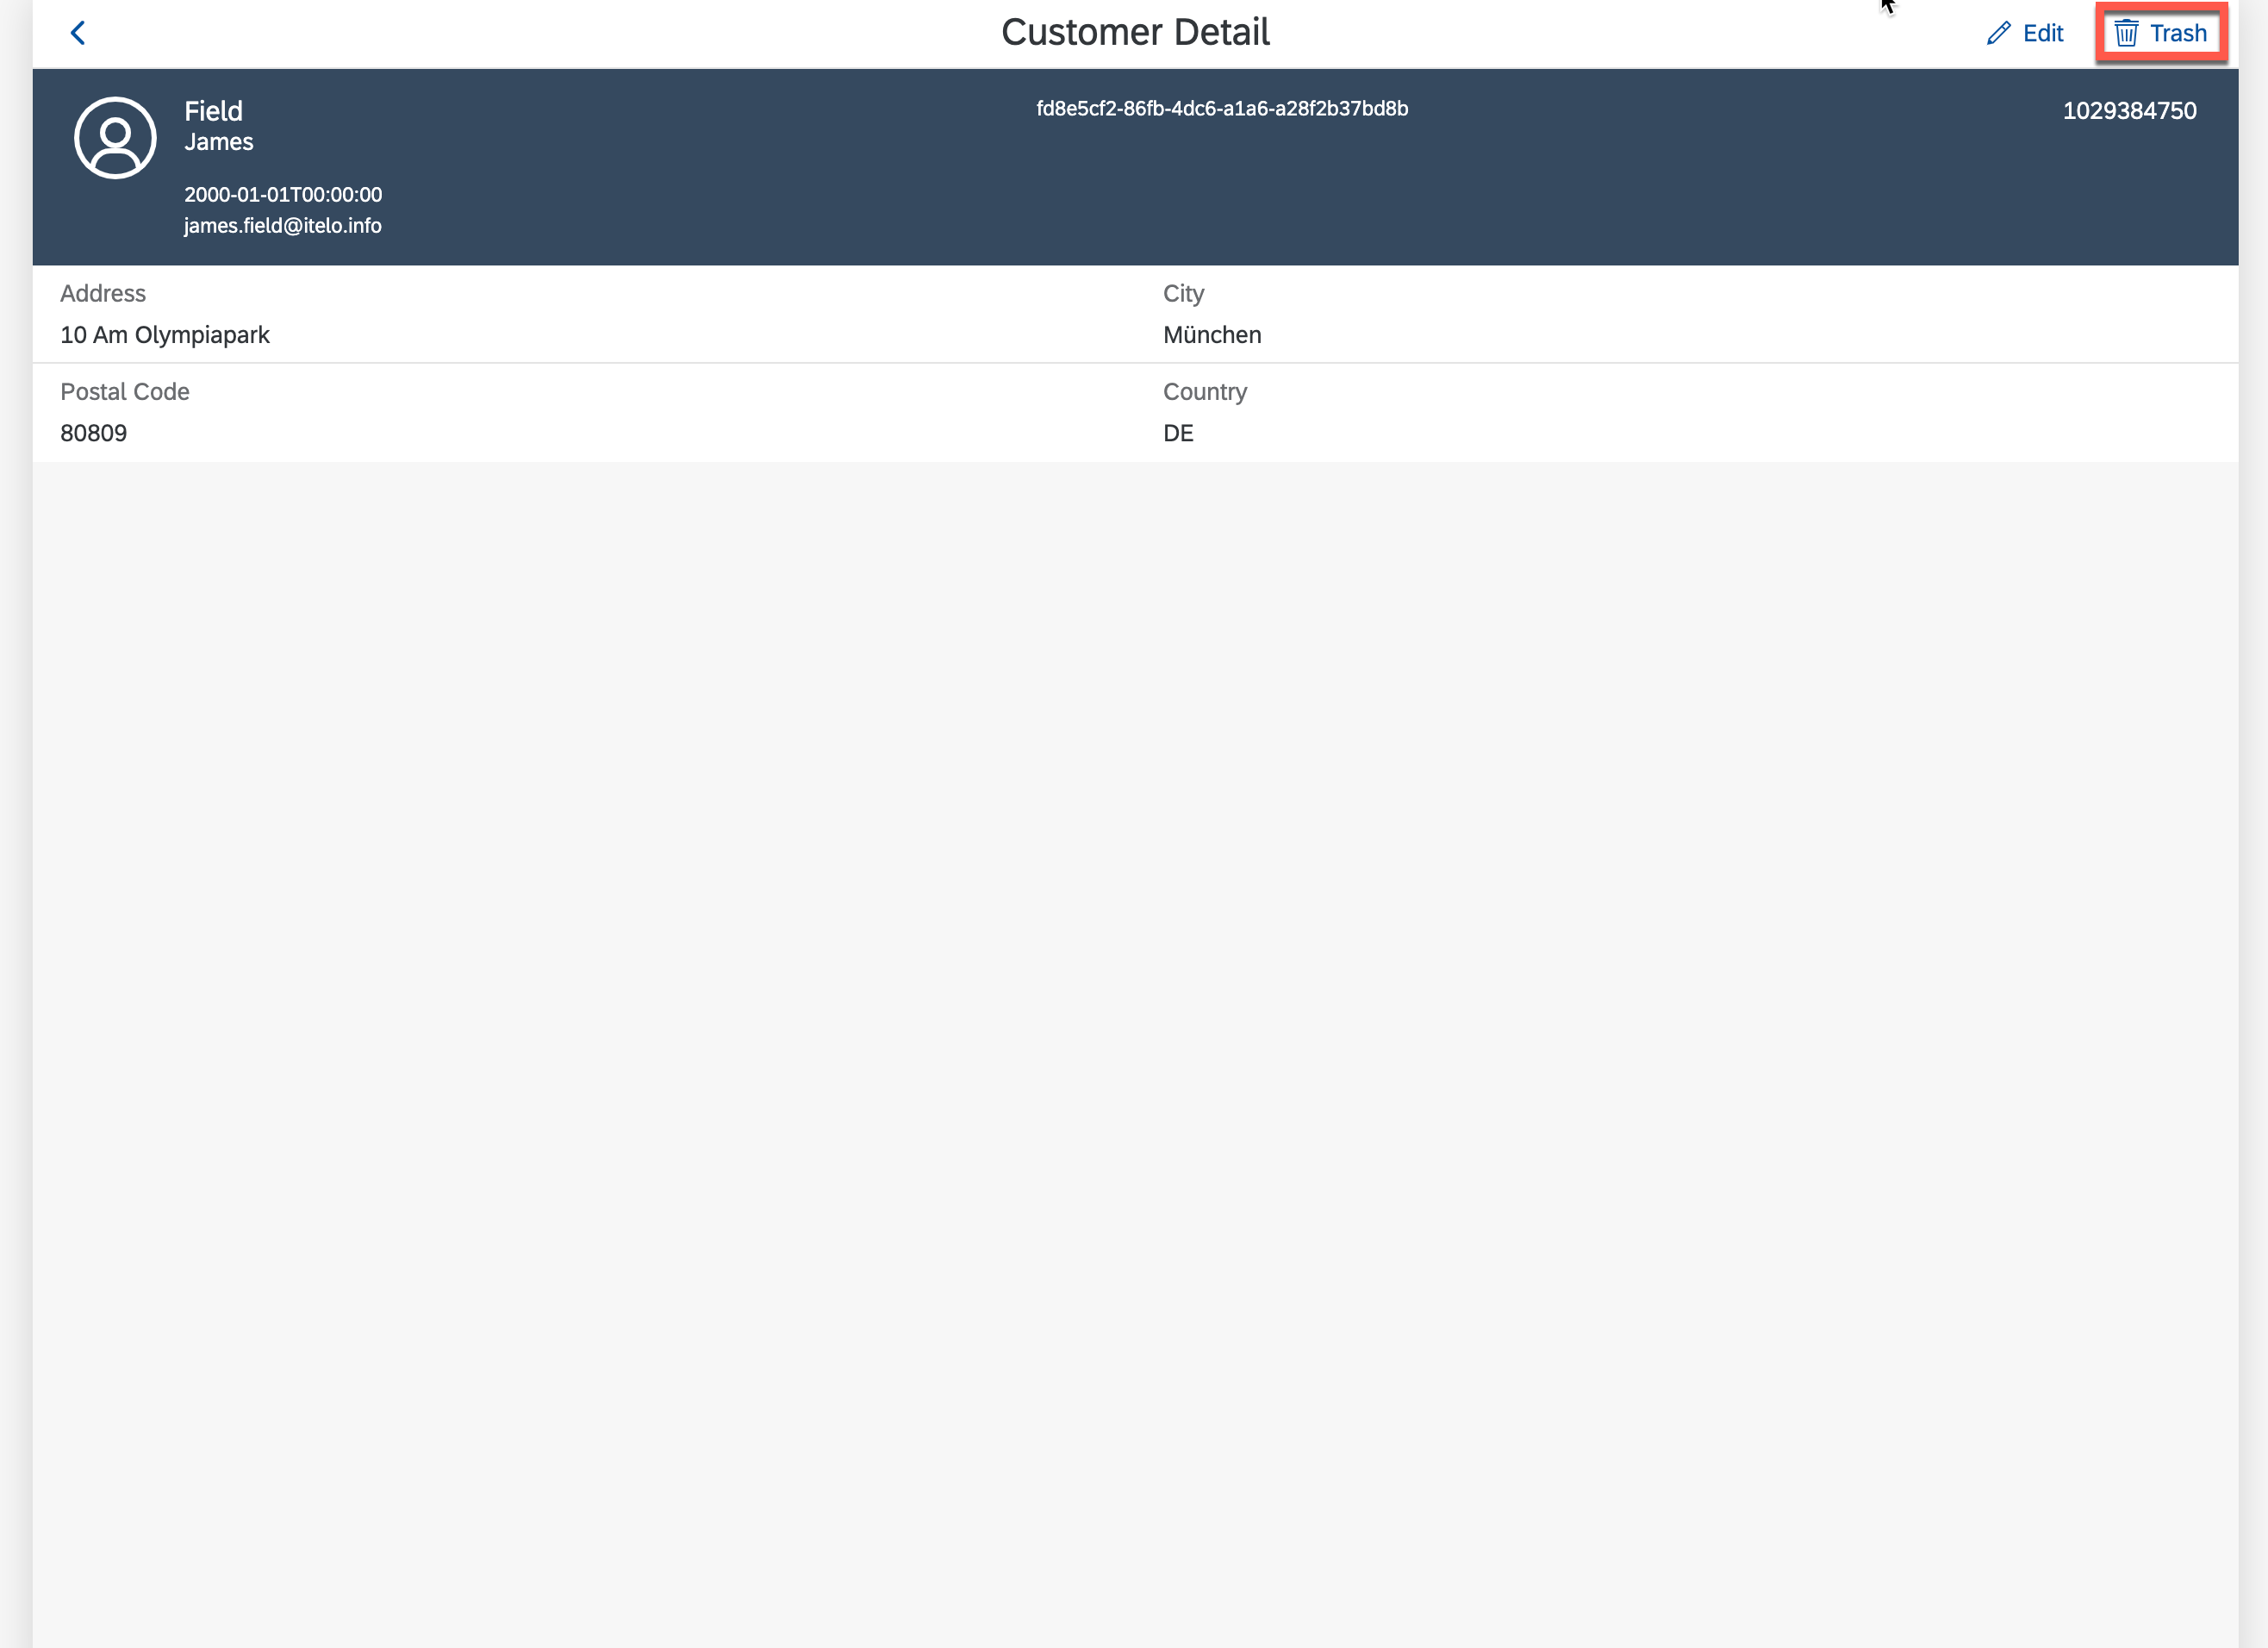 Customer Detail
Edit
Trash
Field
James
2000-01-01T00:00:00
james.field@itelo.info
fd8e5cf2-86fb-4dc6-a1a6-a28f2b37bd8b
1029384750
Address
10 Am Olympiapark
City
München
Postal Code
80809
Country
DE